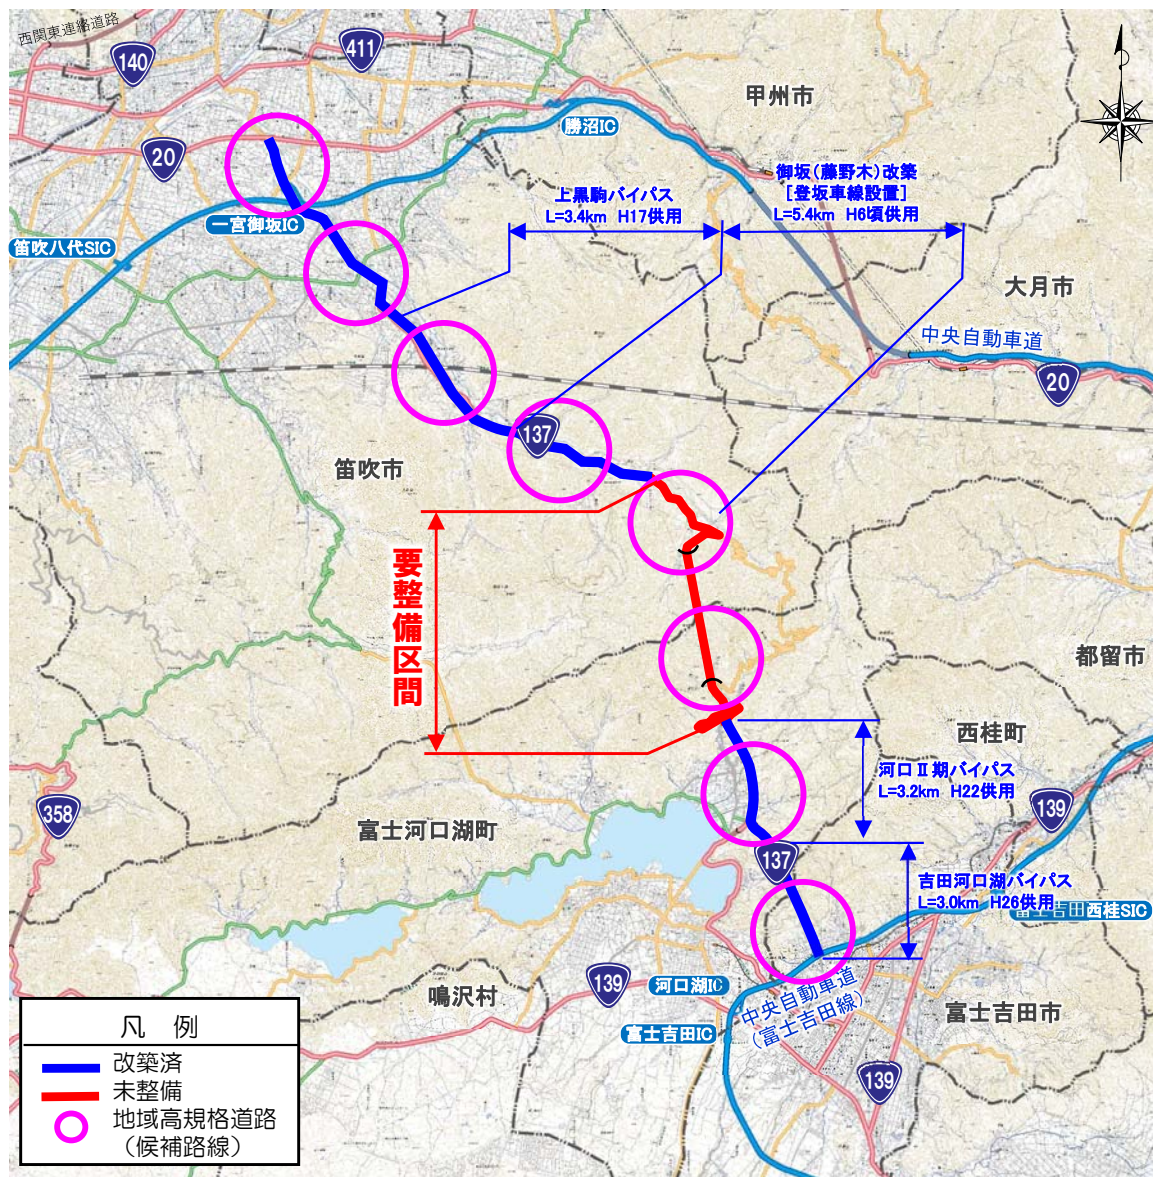 西関東連絡道路
140
411
甲州市
勝沼IC
20
御坂(藤野木)改築
[登坂車線設置]
L=5.4km H6頃供用
上黒駒バイパス
L=3.4km H17供用
一宮御坂IC
笛吹八代SIC
大月市
中央自動車道
20
137
笛吹市
要整備区間
都留市
西桂町
河口Ⅱ期バイパス
L=3.2km H22供用
358
139
富士河口湖町
137
吉田河口湖バイパス
L=3.0km H26供用
富士吉田西桂SIC
139
河口湖IC
鳴沢村
中央自動車道
(富士吉田線)
富士吉田市
富士吉田IC
139
凡 例
改築済
未整備
地域高規格道路
(候補路線)